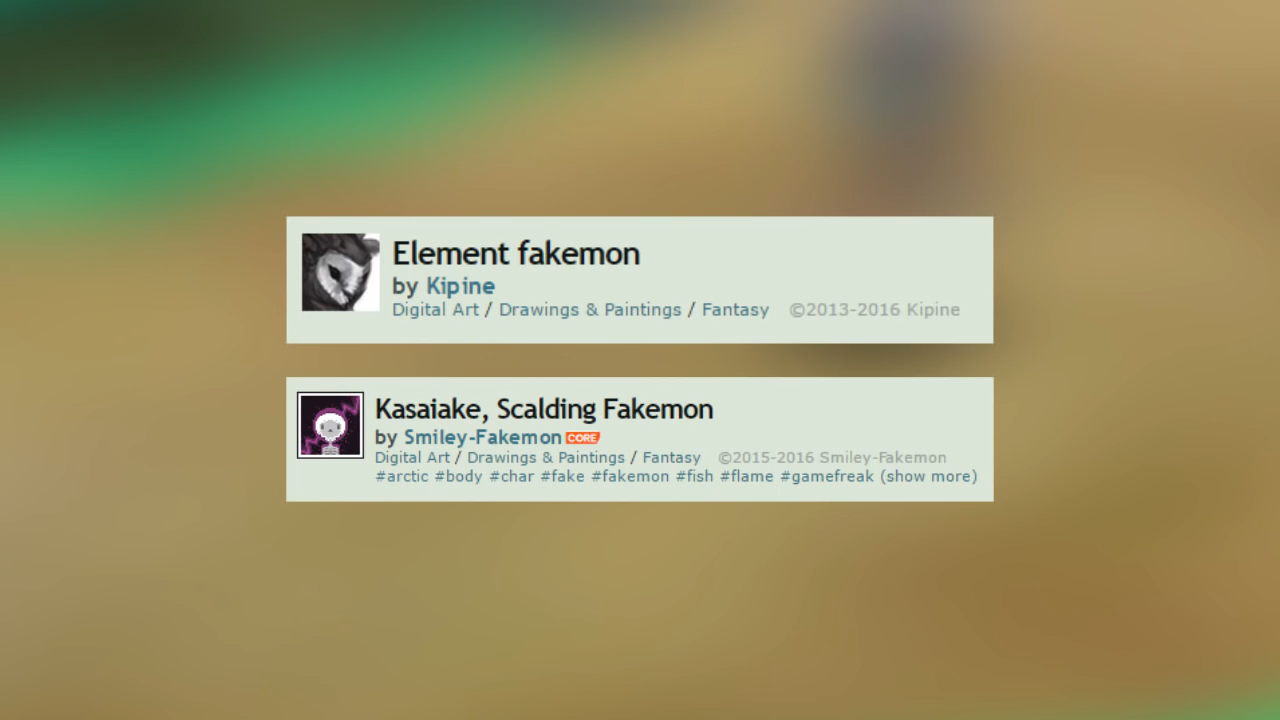 Element fakemon
by Kipine
Digital Art / Drawings & Paintings / Fantasy ©2013-2016 Kipine
Kasaiake, Scalding Fakemon
by Smiley-Fakemon CORE
Digital Art / Drawings & Paintings / Fantasy ©2015-2016 Smiley-Fakemon
#arctic #body #char #fake #fakemon #fish #flame #gamefreak (show more)